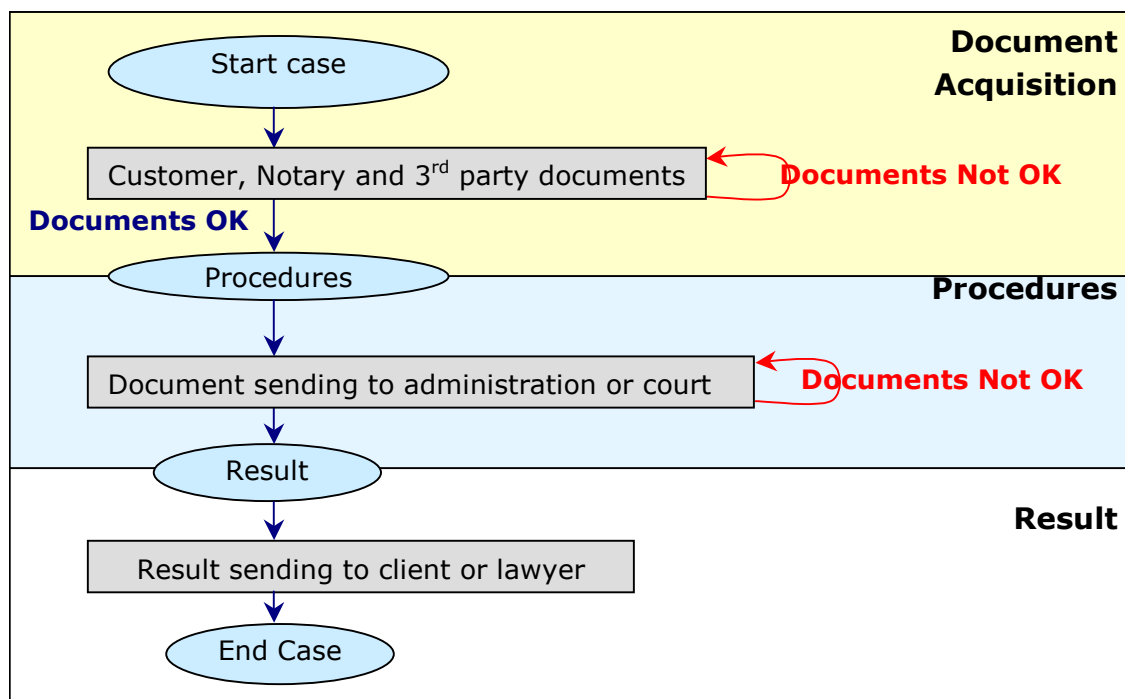 Document
Acquisition
Start case
Customer, Notary and 3rd party documents
Documents Not OK
Documents OK
Procedures
Procedures
Document sending to administration or court
Documents Not OK
Result
Result
Result sending to client or lawyer
End Case